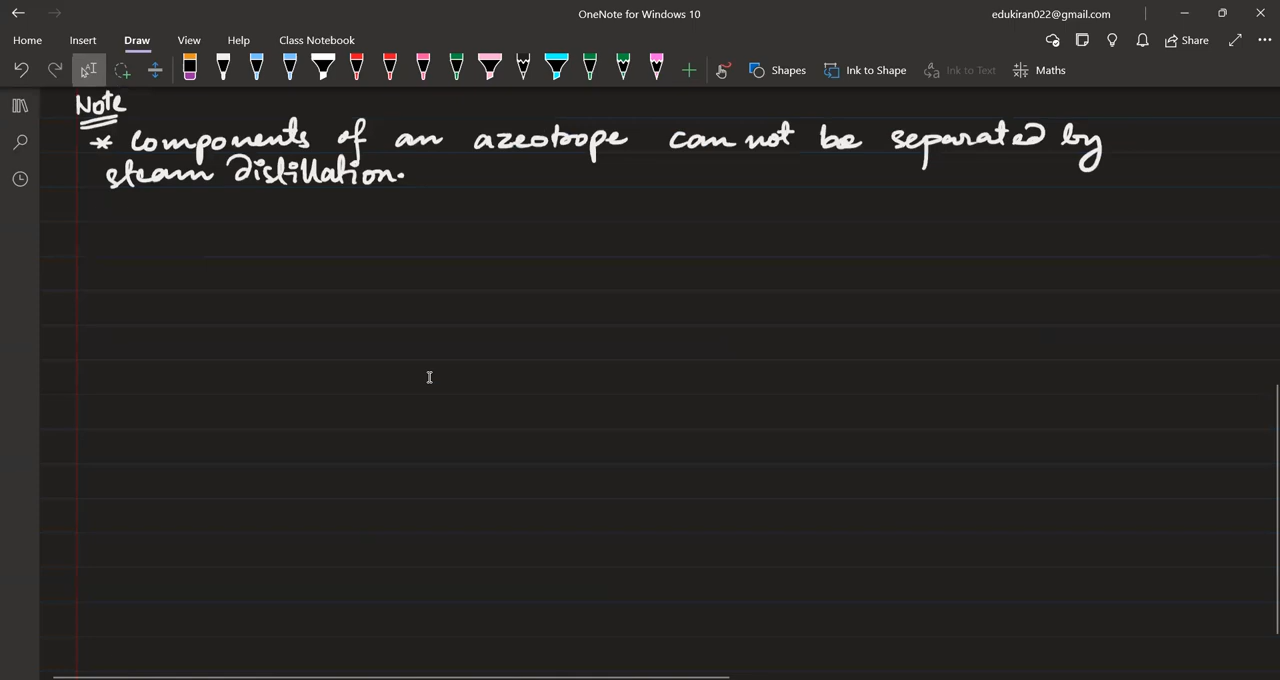 OneNote for Windows 10
edukiran022@gmail.com
Home Insert Draw View Help Class Notebook
Share
Shapes Ink to Shape Ink to Text Maths
Note
* components of an azeotrope can not be separated by
steam distillation.